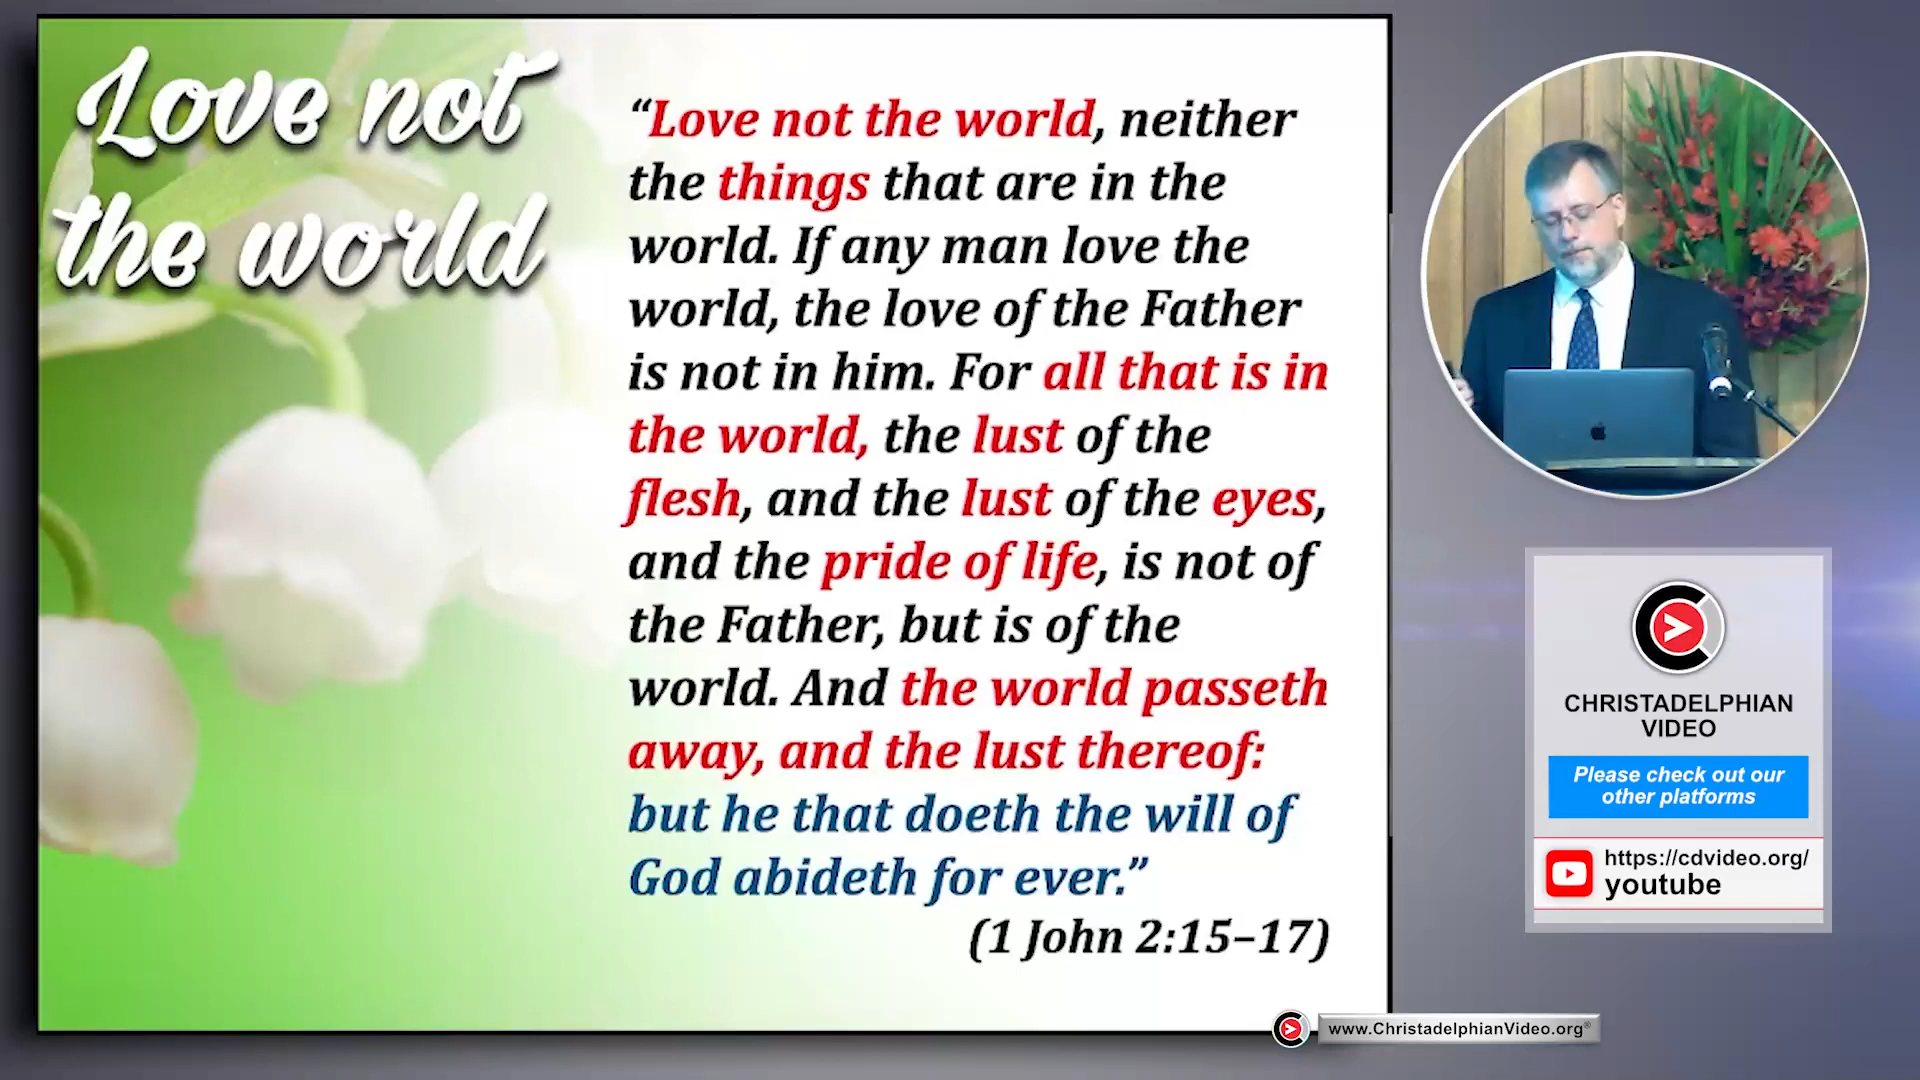 Love not
the world
“Love not the world, neither
the things that are in the
world. If any man love the
world, the love of the Father
is not in him. For all that is in
the world, the lust of the
flesh, and the lust of the eyes,
and the pride of life, is not of
the Father, but is of the
world. And the world passeth
away, and the lust thereof:
but he that doeth the will of
God abideth for ever.”
(1 John 2:15–17)
CHRISTADELPHIAN
VIDEO
Please check out our
other platforms
https://cdvideo.org/
youtube
www.ChristadelphianVideo.org®